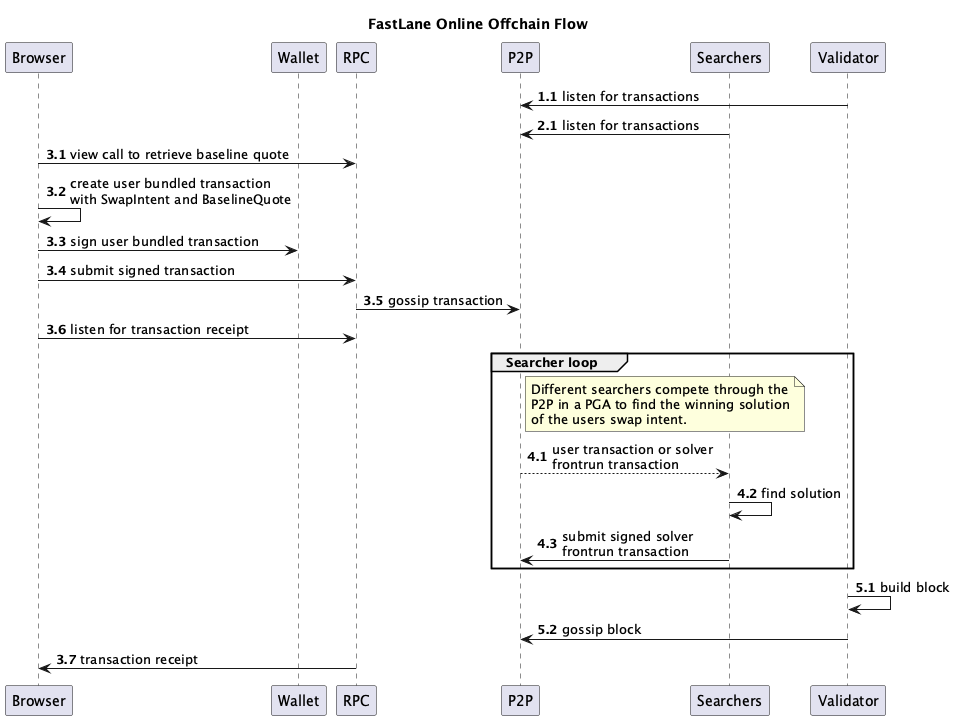 FastLane Online Offchain Flow
Browser
Wallet
RPC
P2P
Searchers
Validator
1.1 listen for transactions
2.1 listen for transactions
3.1 view call to retrieve baseline quote
3.2 create user bundled transaction
with SwapIntent and BaselineQuote
3.3 sign user bundled transaction
3.4 submit signed transaction
3.5 gossip transaction
3.6 listen for transaction receipt
Searcher loop
Different searchers compete through the
P2P in a PGA to find the winning solution
of the users swap intent.
4.1 user transaction or solver
frontrun transaction
4.2 find solution
4.3 submit signed solver
frontrun transaction
5.1 build block
5.2 gossip block
3.7 transaction receipt
Browser
Wallet
RPC
P2P
Searchers
Validator